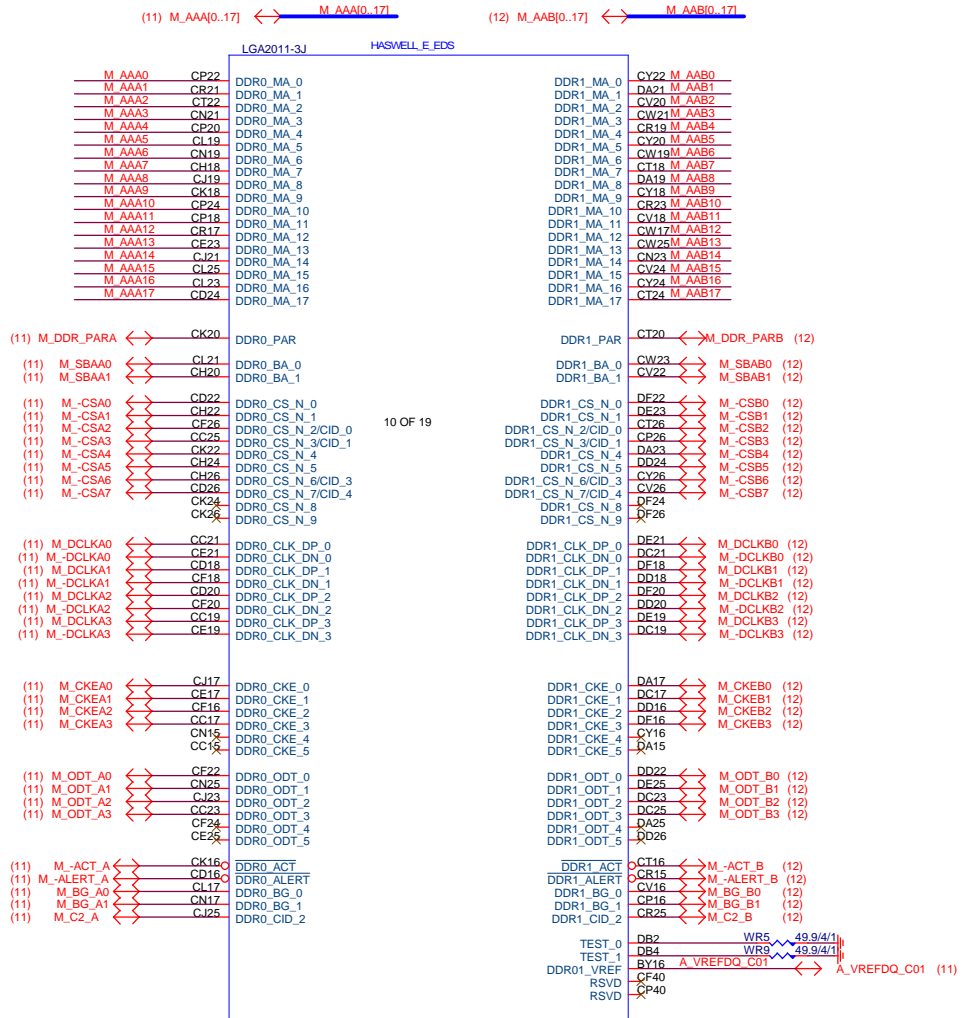 (11) M_AAA[0..17] M_AAA[0..17] (12) M_AAB[0..17] M_AAB[0..17]
LGA2011-3J HASWELL_E_EDS
M_AAA0 CP22 DDR0_MA_0 DDR1_MA_0 CY22 M_AAB0
M_AAA1 CR21 DDR0_MA_1 DDR1_MA_1 DA21 M_AAB1
M_AAA2 CT22 DDR0_MA_2 DDR1_MA_2 CV20 M_AAB2
M_AAA3 CN21 DDR0_MA_3 DDR1_MA_3 CW21 M_AAB3
M_AAA4 CP20 DDR0_MA_4 DDR1_MA_4 CR19 M_AAB4
M_AAA5 CL19 DDR0_MA_5 DDR1_MA_5 CY20 M_AAB5
M_AAA6 CN19 DDR0_MA_6 DDR1_MA_6 CW19 M_AAB6
M_AAA7 CH18 DDR0_MA_7 DDR1_MA_7 CT18 M_AAB7
M_AAA8 CJ19 DDR0_MA_8 DDR1_MA_8 DA19 M_AAB8
M_AAA9 CK18 DDR0_MA_9 DDR1_MA_9 CY18 M_AAB9
M_AAA10 CP24 DDR0_MA_10 DDR1_MA_10 CR23 M_AAB10
M_AAA11 CP18 DDR0_MA_11 DDR1_MA_11 CV18 M_AAB11
M_AAA12 CR17 DDR0_MA_12 DDR1_MA_12 CW17 M_AAB12
M_AAA13 CE23 DDR0_MA_13 DDR1_MA_13 CW25 M_AAB13
M_AAA14 CJ21 DDR0_MA_14 DDR1_MA_14 CN23 M_AAB14
M_AAA15 CL25 DDR0_MA_15 DDR1_MA_15 CV24 M_AAB15
M_AAA16 CL23 DDR0_MA_16 DDR1_MA_16 CY24 M_AAB16
M_AAA17 CD24 DDR0_MA_17 DDR1_MA_17 CT24 M_AAB17
(11) M_DDR_PARA CK20 DDR0_PAR DDR1_PAR CT20 M_DDR_PARB (12)
(11) M_SBAA0 CL21 DDR0_BA_0 DDR1_BA_0 CW23 M_SBAB0 (12)
(11) M_SBAA1 CH20 DDR0_BA_1 DDR1_BA_1 CV22 M_SBAB1 (12)
(11) M_-CSA0 CD22 DDR0_CS_N_0 DDR1_CS_N_0 DF22 M_-CSB0 (12)
(11) M_-CSA1 CH22 DDR0_CS_N_1 DDR1_CS_N_1 DE23 M_-CSB1 (12)
(11) M_-CSA2 CF26 DDR0_CS_N_2/CID_0 10 OF 19 DDR1_CS_N_2/CID_0 CT26 M_-CSB2 (12)
(11) M_-CSA3 CC25 DDR0_CS_N_3/CID_1 DDR1_CS_N_3/CID_1 CP26 M_-CSB3 (12)
(11) M_-CSA4 CK22 DDR0_CS_N_4 DDR1_CS_N_4 DA23 M_-CSB4 (12)
(11) M_-CSA5 CH24 DDR0_CS_N_5 DDR1_CS_N_5 DD24 M_-CSB5 (12)
(11) M_-CSA6 CH26 DDR0_CS_N_6/CID_3 DDR1_CS_N_6/CID_3 CY26 M_-CSB6 (12)
(11) M_-CSA7 CD26 DDR0_CS_N_7/CID_4 DDR1_CS_N_7/CID_4 CV26 M_-CSB7 (12)
CK24 DDR0_CS_N_8 DDR1_CS_N_8 DF24
CK26 DDR0_CS_N_9 DDR1_CS_N_9 DF26
(11) M_DCLKA0 CC21 DDR0_CLK_DP_0 DDR1_CLK_DP_0 DE21 M_DCLKB0 (12)
(11) M_-DCLKA0 CE21 DDR0_CLK_DN_0 DDR1_CLK_DN_0 DC21 M_-DCLKB0 (12)
(11) M_DCLKA1 CD18 DDR0_CLK_DP_1 DDR1_CLK_DP_1 DF18 M_DCLKB1 (12)
(11) M_-DCLKA1 CF18 DDR0_CLK_DN_1 DDR1_CLK_DN_1 DD18 M_-DCLKB1 (12)
(11) M_DCLKA2 CD20 DDR0_CLK_DP_2 DDR1_CLK_DP_2 DF20 M_DCLKB2 (12)
(11) M_-DCLKA2 CF20 DDR0_CLK_DN_2 DDR1_CLK_DN_2 DD20 M_-DCLKB2 (12)
(11) M_DCLKA3 CC19 DDR0_CLK_DP_3 DDR1_CLK_DP_3 DE19 M_DCLKB3 (12)
(11) M_-DCLKA3 CE19 DDR0_CLK_DN_3 DDR1_CLK_DN_3 DC19 M_-DCLKB3 (12)
(11) M_CKEA0 CJ17 DDR0_CKE_0 DDR1_CKE_0 DA17 M_CKEB0 (12)
(11) M_CKEA1 CE17 DDR0_CKE_1 DDR1_CKE_1 DC17 M_CKEB1 (12)
(11) M_CKEA2 CF16 DDR0_CKE_2 DDR1_CKE_2 DD16 M_CKEB2 (12)
(11) M_CKEA3 CC17 DDR0_CKE_3 DDR1_CKE_3 DF16 M_CKEB3 (12)
CN15 DDR0_CKE_4 DDR1_CKE_4 CY16
CC15 DDR0_CKE_5 DDR1_CKE_5 DA15
(11) M_ODT_A0 CF22 DDR0_ODT_0 DDR1_ODT_0 DD22 M_ODT_B0 (12)
(11) M_ODT_A1 CN25 DDR0_ODT_1 DDR1_ODT_1 DE25 M_ODT_B1 (12)
(11) M_ODT_A2 CJ23 DDR0_ODT_2 DDR1_ODT_2 DC23 M_ODT_B2 (12)
(11) M_ODT_A3 CC23 DDR0_ODT_3 DDR1_ODT_3 DC25 M_ODT_B3 (12)
CF24 DDR0_ODT_4 DDR1_ODT_4 DA25
CE25 DDR0_ODT_5 DDR1_ODT_5 DD26
(11) M_-ACT_A CK16 DDR0_ACT DDR1_ACT CT16 M_-ACT_B (12)
(11) M_-ALERT_A CD16 DDR0_ALERT DDR1_ALERT CR15 M_-ALERT_B (12)
(11) M_BG_A0 CL17 DDR0_BG_0 DDR1_BG_0 CV16 M_BG_B0 (12)
(11) M_BG_A1 CN17 DDR0_BG_1 DDR1_BG_1 CP16 M_BG_B1 (12)
(11) M_C2_A CJ25 DDR0_CID_2 DDR1_CID_2 CR25 M_C2_B (12)
TEST_0 DB2 WR5 49.9/4/1
TEST_1 DB4 WR9 49.9/4/1
DDR01_VREF BY16 A_VREFDQ_C01 A_VREFDQ_C01 (11)
RSVD CF40
RSVD CP40